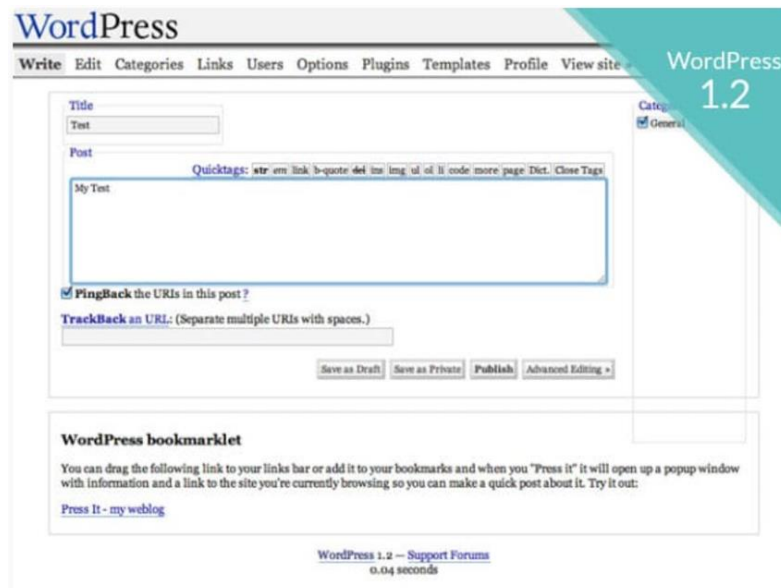 WordPress
Write Edit Categories Links Users Options Plugins Templates Profile View site »
WordPress
1.2
Title
Test
General
Post
Quicktags: str em link b-quote del ins img ul ol li code more page Dict. Close Tags
My Test
PingBack the URIs in this post ?
TrackBack an URL: (Separate multiple URIs with spaces.)
Save as Draft Save as Private Publish Advanced Editing »
WordPress bookmarklet
You can drag the following link to your links bar or add it to your bookmarks and when you "Press it" it will open up a popup window
with information and a link to the site you're currently browsing so you can make a quick post about it. Try it out:
Press It - my weblog
WordPress 1.2 — Support Forums
0.04 seconds